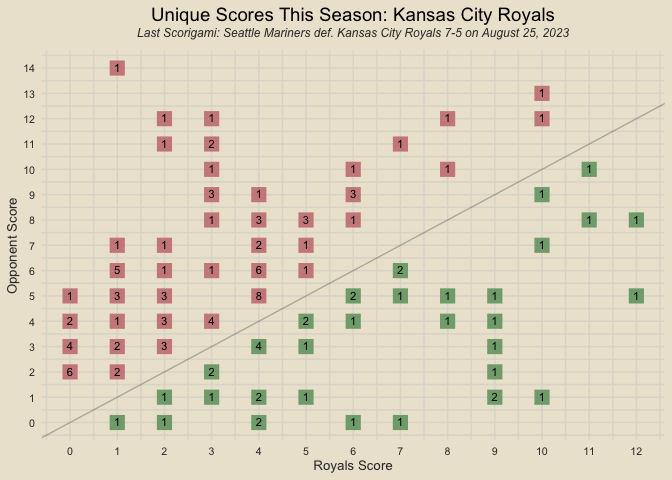 Unique Scores This Season: Kansas City Royals
Last Scorigami: Seattle Mariners def. Kansas City Royals 7-5 on August 25, 2023
14 1
13 1
12 1 1 1 1
11 1 2 1
10 1 1 1 1
9 3 1 3 1
8 1 3 3 1 1 1
7 1 1 2 1 1
6 5 1 1 6 1 2
5 1 3 3 8 2 1 1 1 1
4 2 1 3 4 2 1 1 1
3 4 2 3 4 1 1
2 6 2 2 1
1 1 1 2 1 2 1
0 1 1 2 1 1
0 1 2 3 4 5 6 7 8 9 10 11 12
Opponent Score
Royals Score